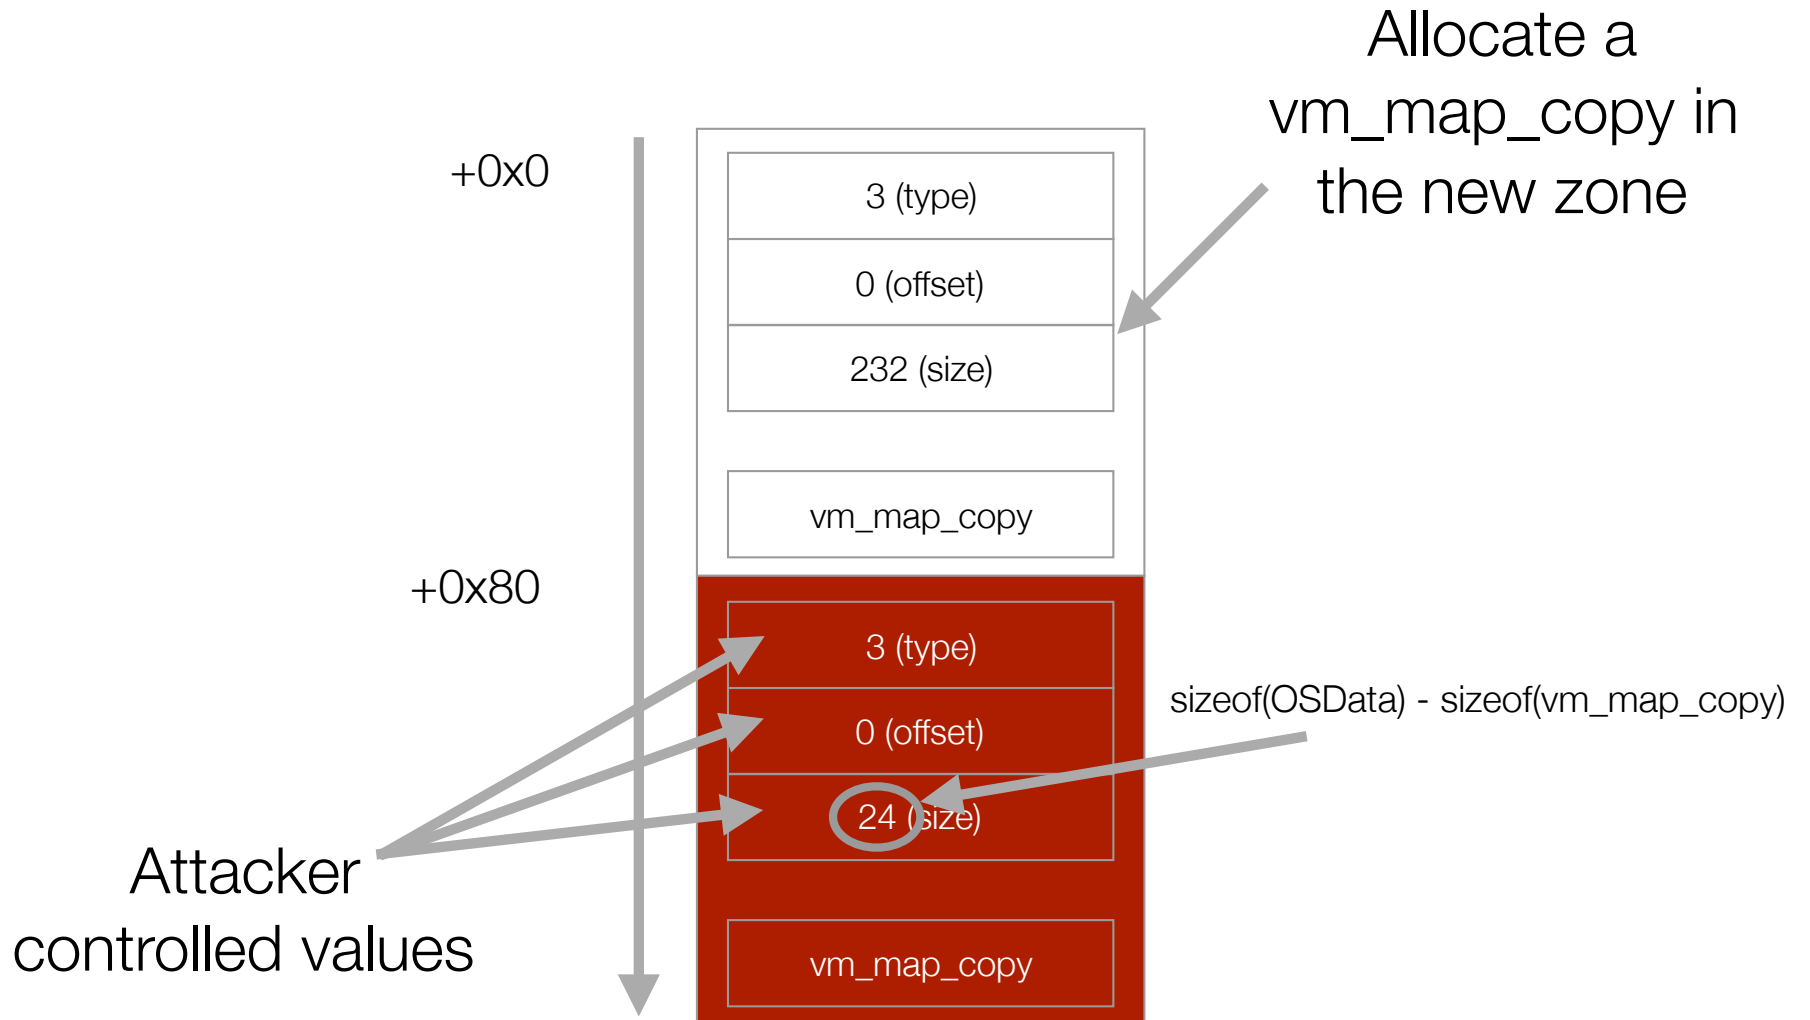 Allocate a
vm_map_copy in
the new zone
+0x0
3 (type)
0 (offset)
232 (size)
vm_map_copy
+0x80
3 (type)
0 (offset)
24 (size)
sizeof(OSData) - sizeof(vm_map_copy)
Attacker
controlled values
vm_map_copy